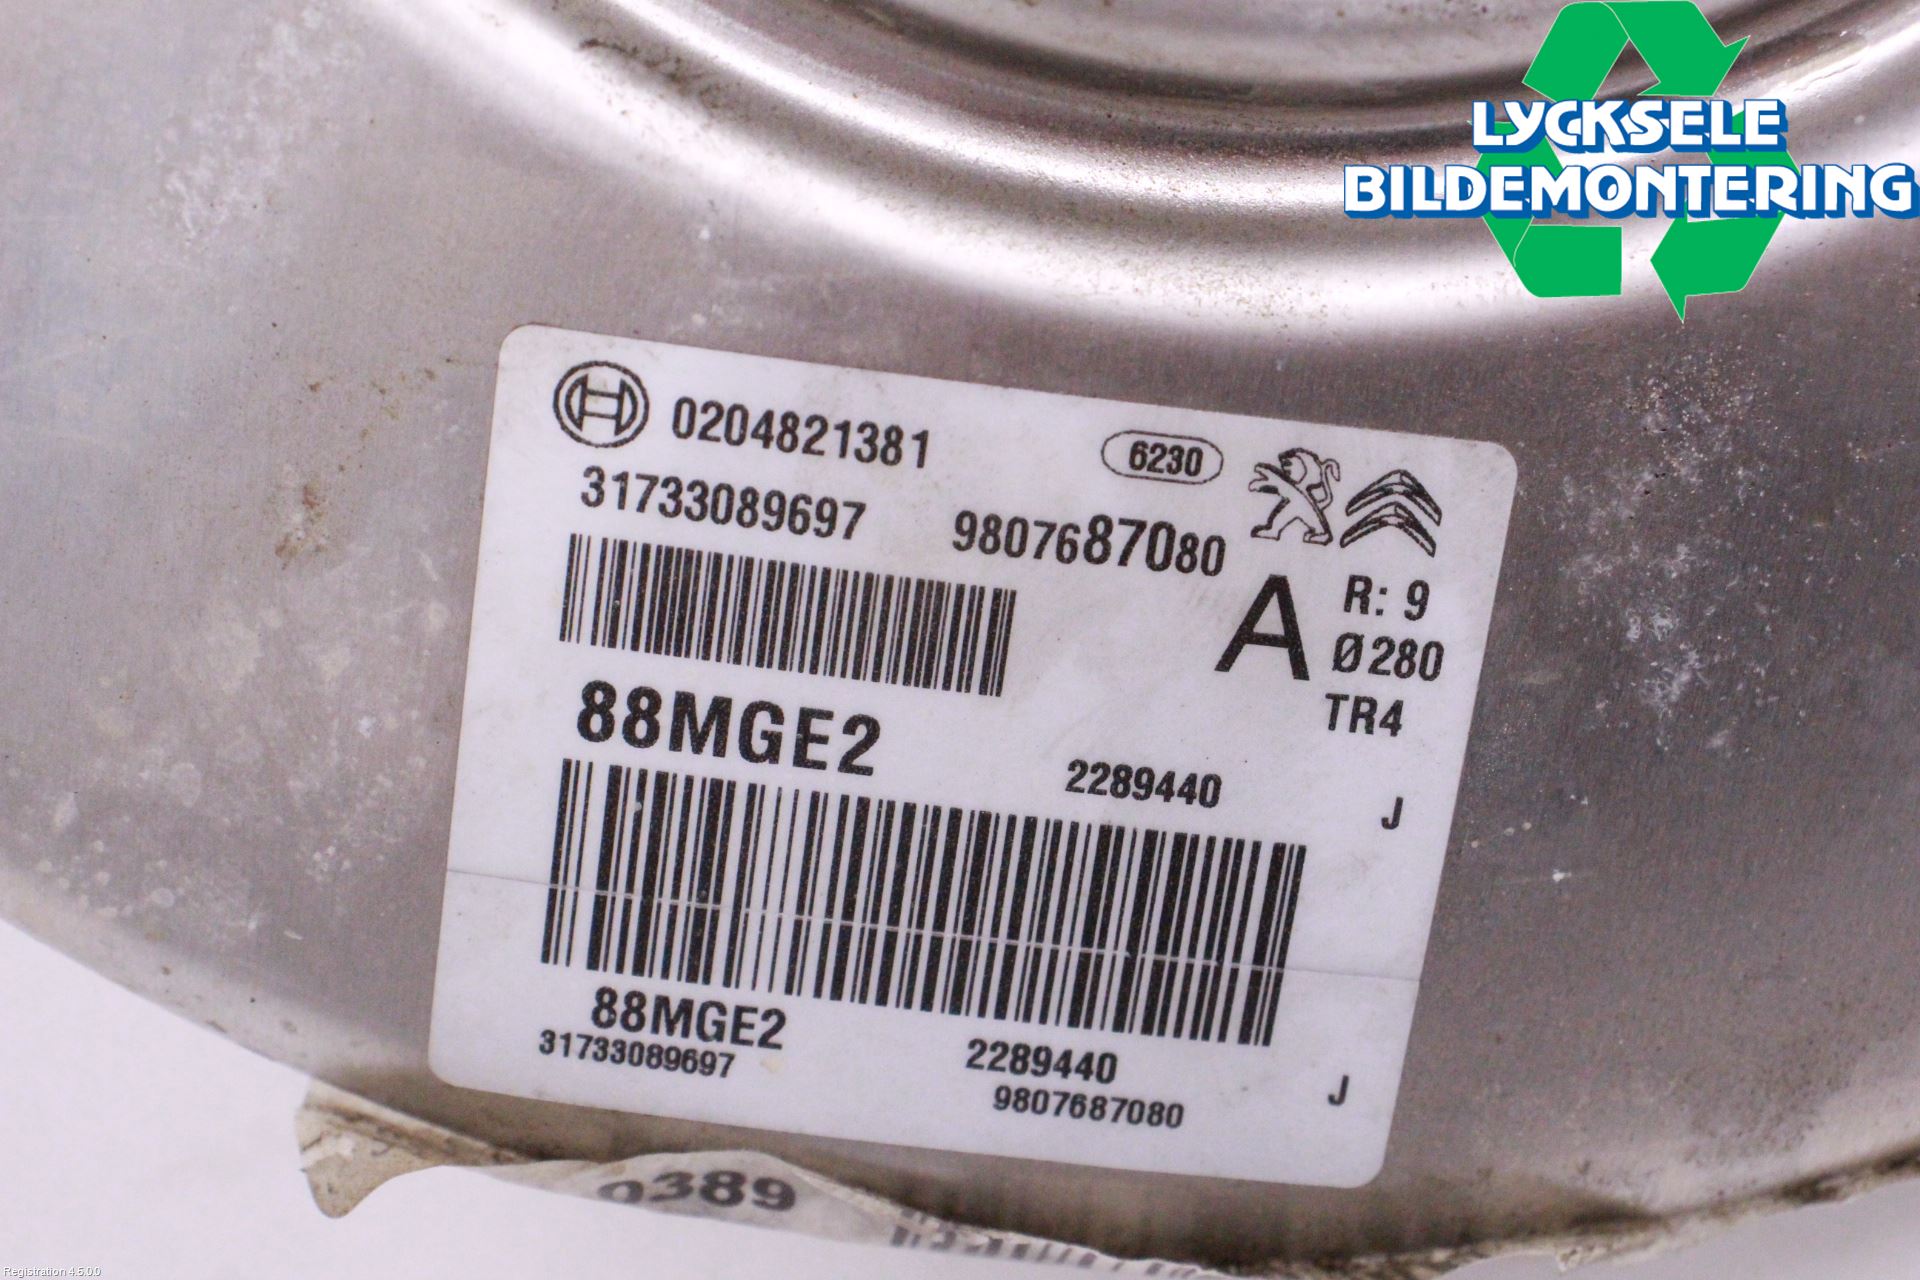 LYCKSELE
BILDEMONTERING
0204821381
6230
31733089697
9807687080
A
R: 9
Ø280
TR4
88MGE2
2289440
J
88MGE2
31733089697
2289440
9807687080
J
0389
Registration 4.5.0.0